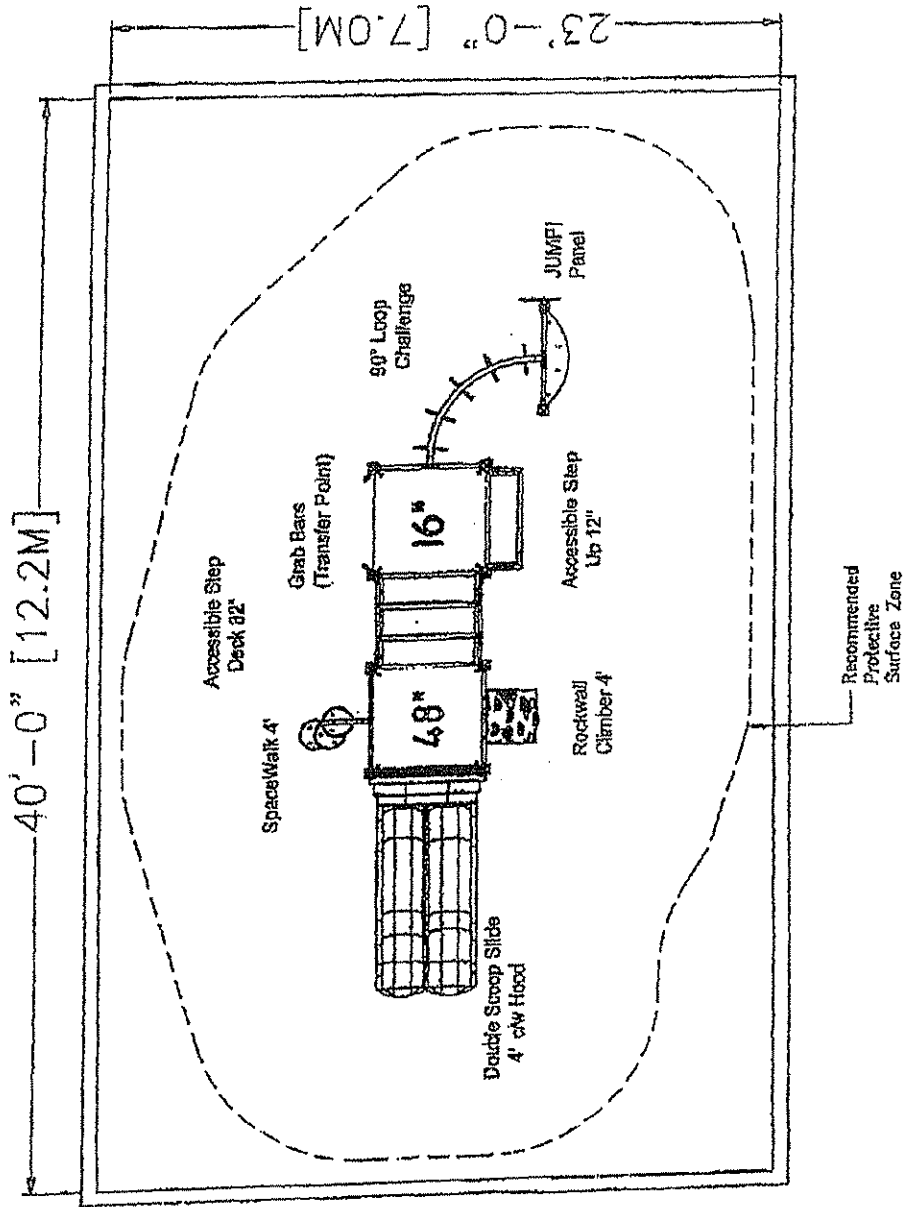 40'-0" [12.2M]
23'-0" [7.0M]
Accessible Step
Deck 32"
SpaceWalk 4'
Grab Bars
(Transfer Point)
90° Loop
Challenge
JUMP!
Panel
48"
16"
Double Scoop Slide
4' c/w Hood
Rockwall
Climber 4'
Accessible Step
Up 12"
Recommended
Protective
Surface Zone